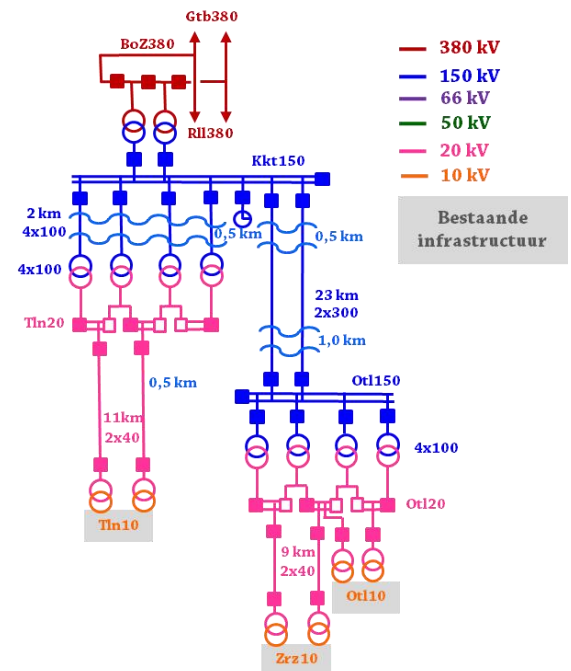 Gtb380
BoZ380
Rll380
380 kV
150 kV
66 kV
50 kV
20 kV
10 kV
Bestaande
infrastructuur
Kkt150
2 km
4x100
0,5 km
0,5 km
4x100
23 km
2x300
1,0 km
Tln20
0,5 km
Otl150
11km
2x40
4x100
Tln10
Otl20
9 km
2x40
Otl10
Zrz10